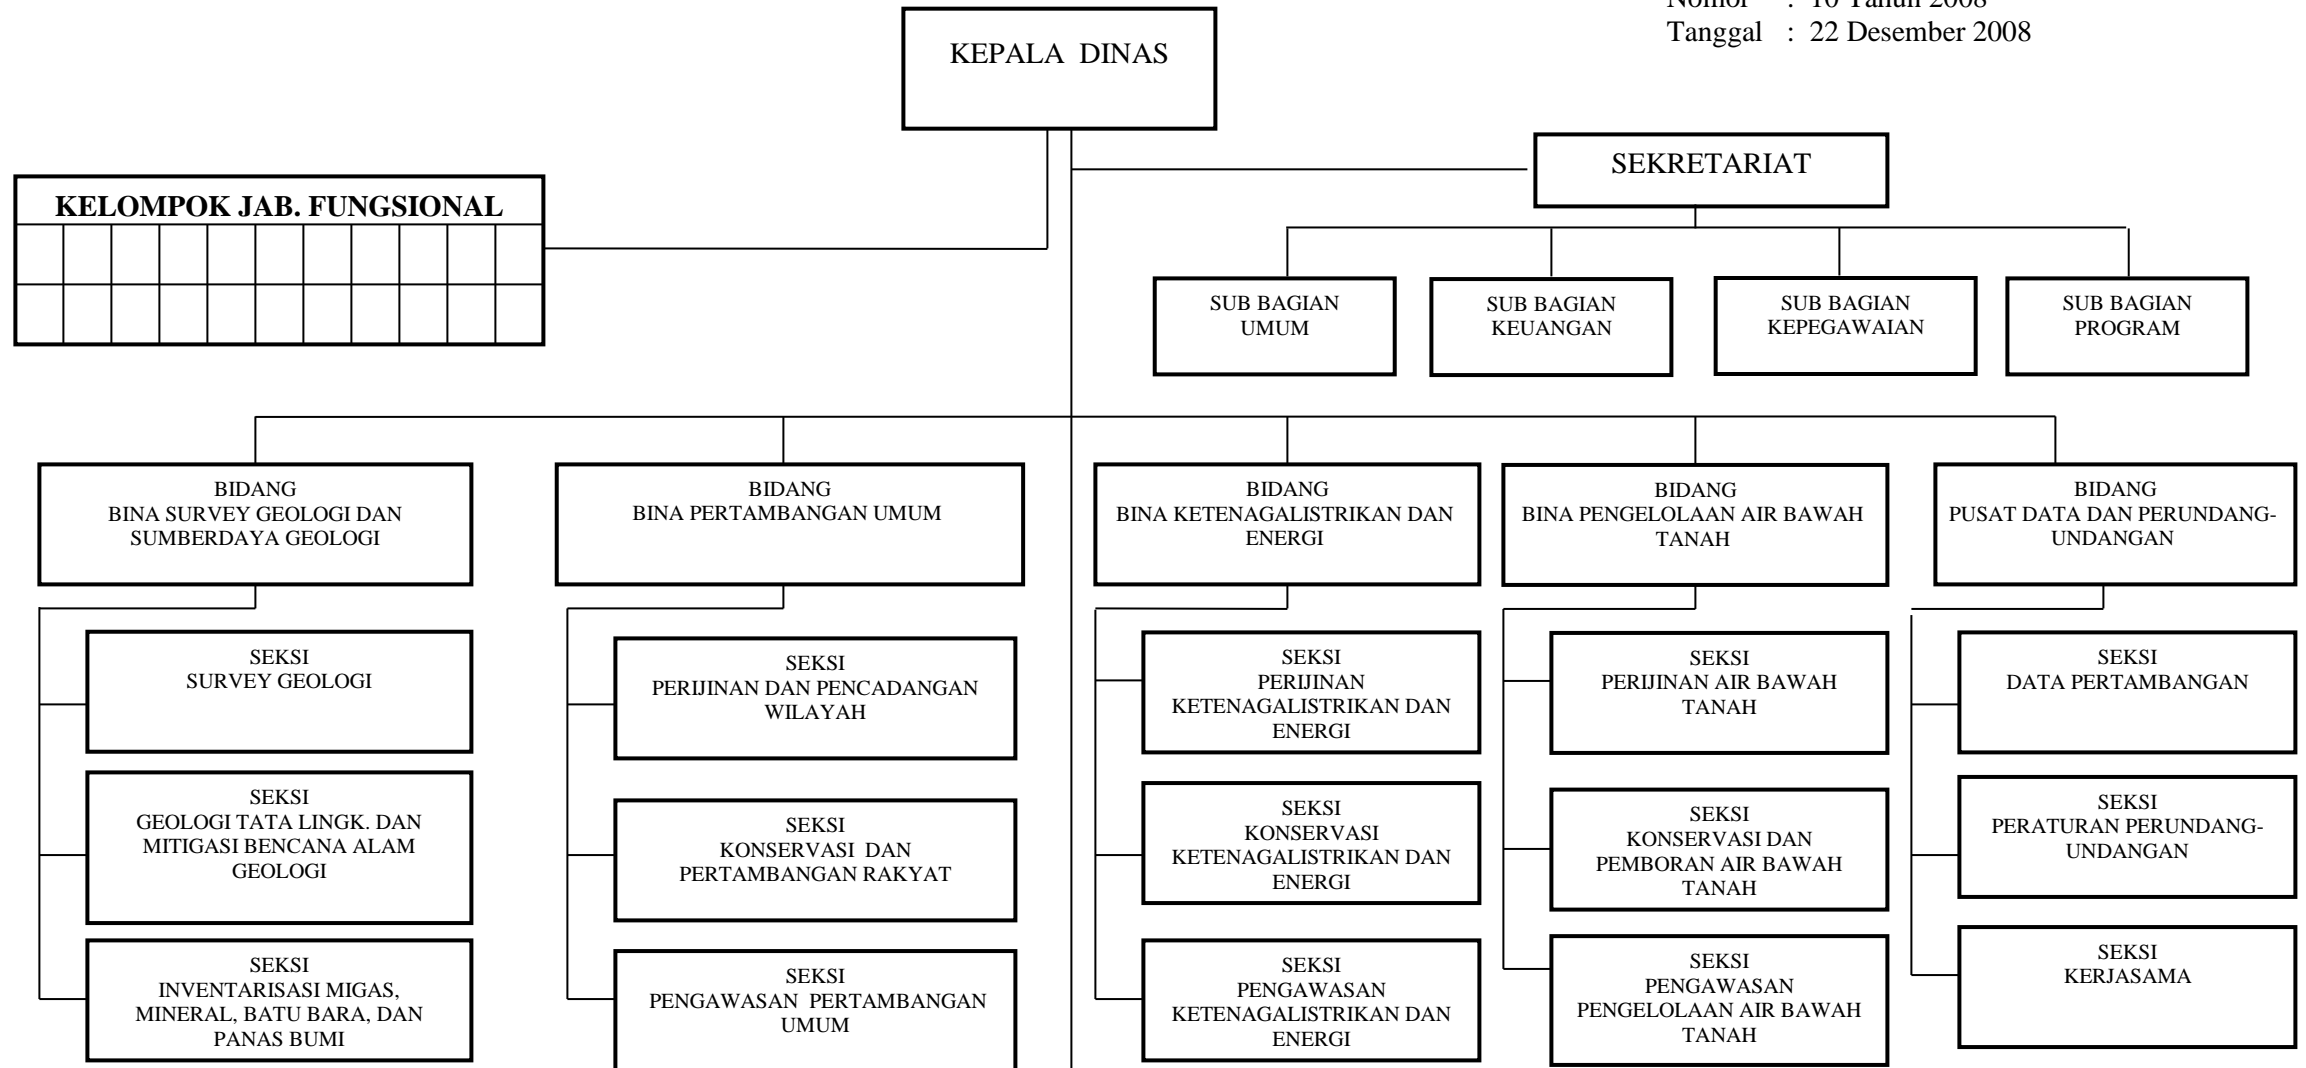 Nomor : 10 Tahun 2008
Tanggal : 22 Desember 2008
KEPALA DINAS
SEKRETARIAT
KELOMPOK JAB. FUNGSIONAL
SUB BAGIAN
UMUM
SUB BAGIAN
KEUANGAN
SUB BAGIAN
KEPEGAWAIAN
SUB BAGIAN
PROGRAM
BIDANG
BINA SURVEY GEOLOGI DAN
SUMBERDAYA GEOLOGI
BIDANG
BINA PERTAMBANGAN UMUM
BIDANG
BINA KETENAGALISTRIKAN DAN
ENERGI
BIDANG
BINA PENGELOLAAN AIR BAWAH
TANAH
BIDANG
PUSAT DATA DAN PERUNDANG-
UNDANGAN
SEKSI
SURVEY GEOLOGI
SEKSI
PERIJINAN DAN PENCADANGAN
WILAYAH
SEKSI
PERIJINAN
KETENAGALISTRIKAN DAN
ENERGI
SEKSI
PERIJINAN AIR BAWAH
TANAH
SEKSI
DATA PERTAMBANGAN
SEKSI
GEOLOGI TATA LINGK. DAN
MITIGASI BENCANA ALAM
GEOLOGI
SEKSI
KONSERVASI DAN
PERTAMBANGAN RAKYAT
SEKSI
KONSERVASI
KETENAGALISTRIKAN DAN
ENERGI
SEKSI
KONSERVASI DAN
PEMBORAN AIR BAWAH
TANAH
SEKSI
PERATURAN PERUNDANG-
UNDANGAN
SEKSI
INVENTARISASI MIGAS,
MINERAL, BATU BARA, DAN
PANAS BUMI
SEKSI
PENGAWASAN PERTAMBANGAN
UMUM
SEKSI
PENGAWASAN
KETENAGALISTRIKAN DAN
ENERGI
SEKSI
PENGAWASAN
PENGELOLAAN AIR BAWAH
TANAH
SEKSI
KERJASAMA